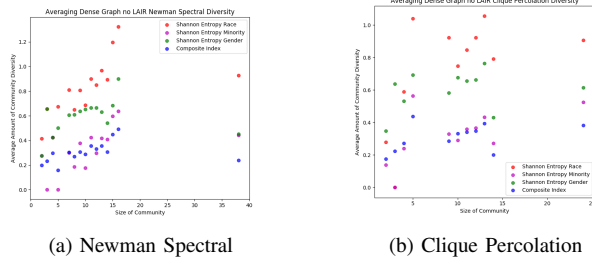 Averaging Dense Graph no LAIR Newman Spectral Diversity
Shannon Entropy Race
Shannon Entropy Minority
Shannon Entropy Gender
Composite Index
Average Amount of Community Diversity
1.2
1.0
0.8
0.6
0.4
0.2
0.0
0
5
10
15
20
25
30
35
40
Size of Community
(a) Newman Spectral
Averaging Dense Graph no LAIR Clique Percolation Diversity
Average Amount of Community Diversity
1.0
0.8
0.6
0.4
0.2
0.0
Shannon Entropy Race
Shannon Entropy Minority
Shannon Entropy Gender
Composite Index
5
10
15
20
Size of Community
(b) Clique Percolation